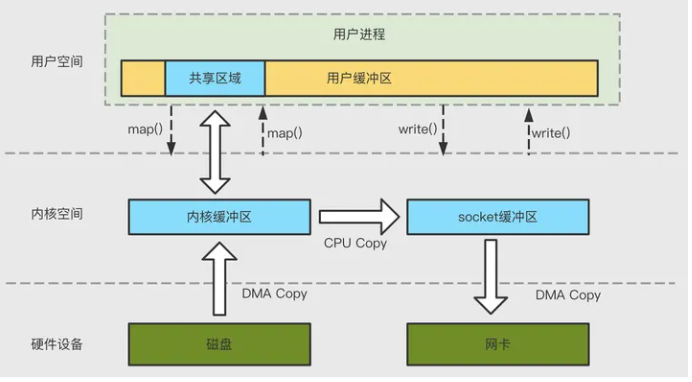 用户进程
用户空间
共享区域
用户缓冲区
map()
map()
write()
write()
内核空间
内核缓冲区
socket缓冲区
CPU Copy
DMA Copy
DMA Copy
硬件设备
磁盘
网卡